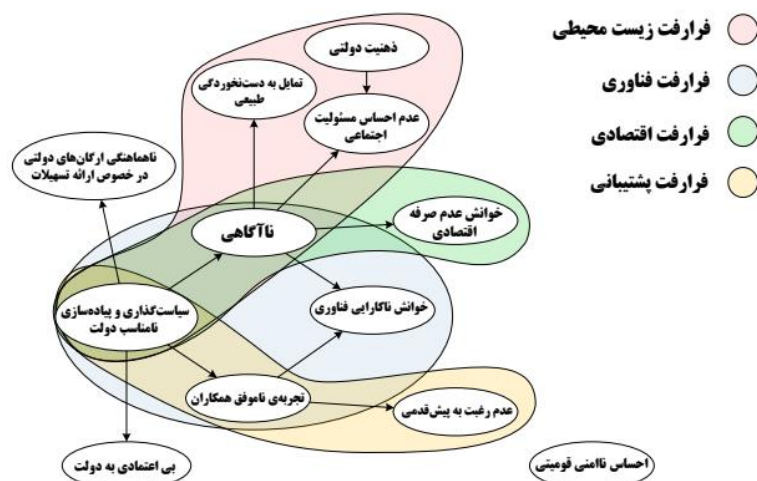 فرارفت زیست محیطی
فرارفت فناوری
فرارفت اقتصادی
فرارفت پشتیبانی
ذهنیت دولتی
تمایل به دست‌نخوردگی
طبیعی
عدم احساس مسئولیت
اجتماعی
ناهماهنگی ارگان‌های دولتی
در خصوص ارائه تسهیلات
خوانش عدم صرفه
اقتصادی
ناآگاهی
خوانش ناکارایی فناوری
سیاست‌گذاری و پیاده‌سازی
نامناسب دولت
تجربه‌ی ناموفق همکاران
عدم رغبت به پیش‌قدمی
احساس ناامنی قومیتی
بی اعتمادی به دولت